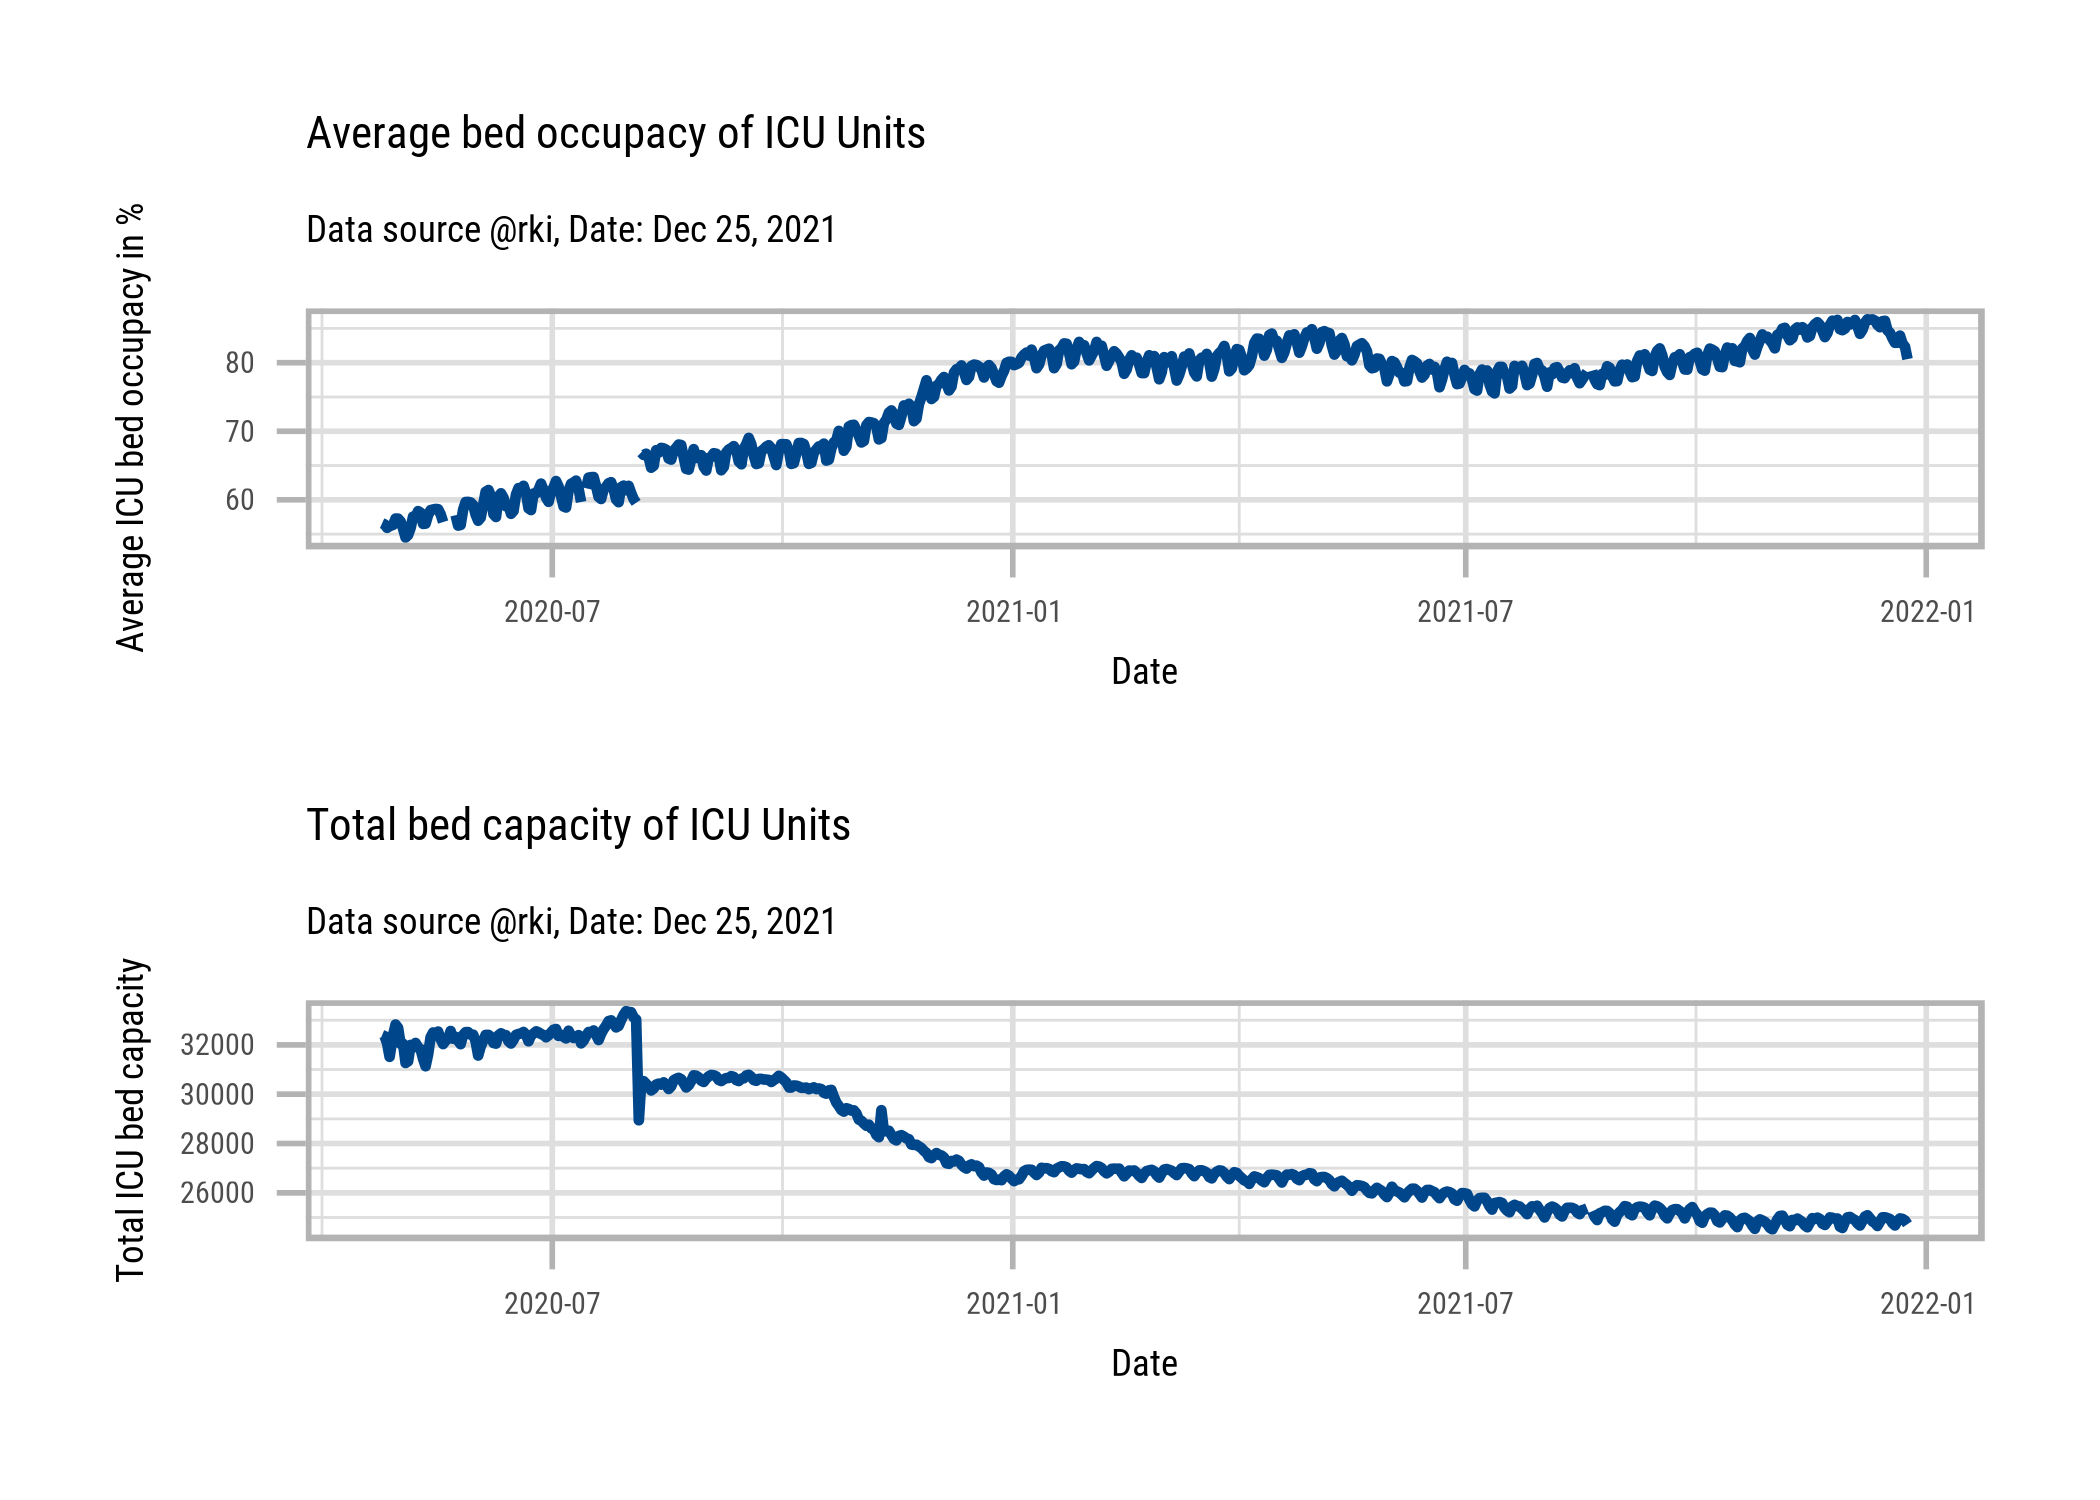 Average bed occupacy of ICU Units
Data source @rki, Date: Dec 25, 2021
Average ICU bed occupacy in %
80
70
60
2020-07
2021-01
2021-07
2022-01
Date
Total bed capacity of ICU Units
Data source @rki, Date: Dec 25, 2021
Total ICU bed capacity
32000
30000
28000
26000
2020-07
2021-01
2021-07
2022-01
Date